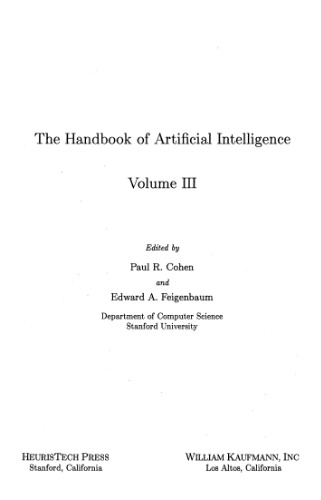 The Handbook of Artificial Intelligence
Volume III
Edited by
Paul R. Cohen
and
Edward A. Feigenbaum
Department of Computer Science
Stanford University
HEURISTECH PRESS
Stanford, California
WILLIAM KAUFMANN, INC
Los Altos, California